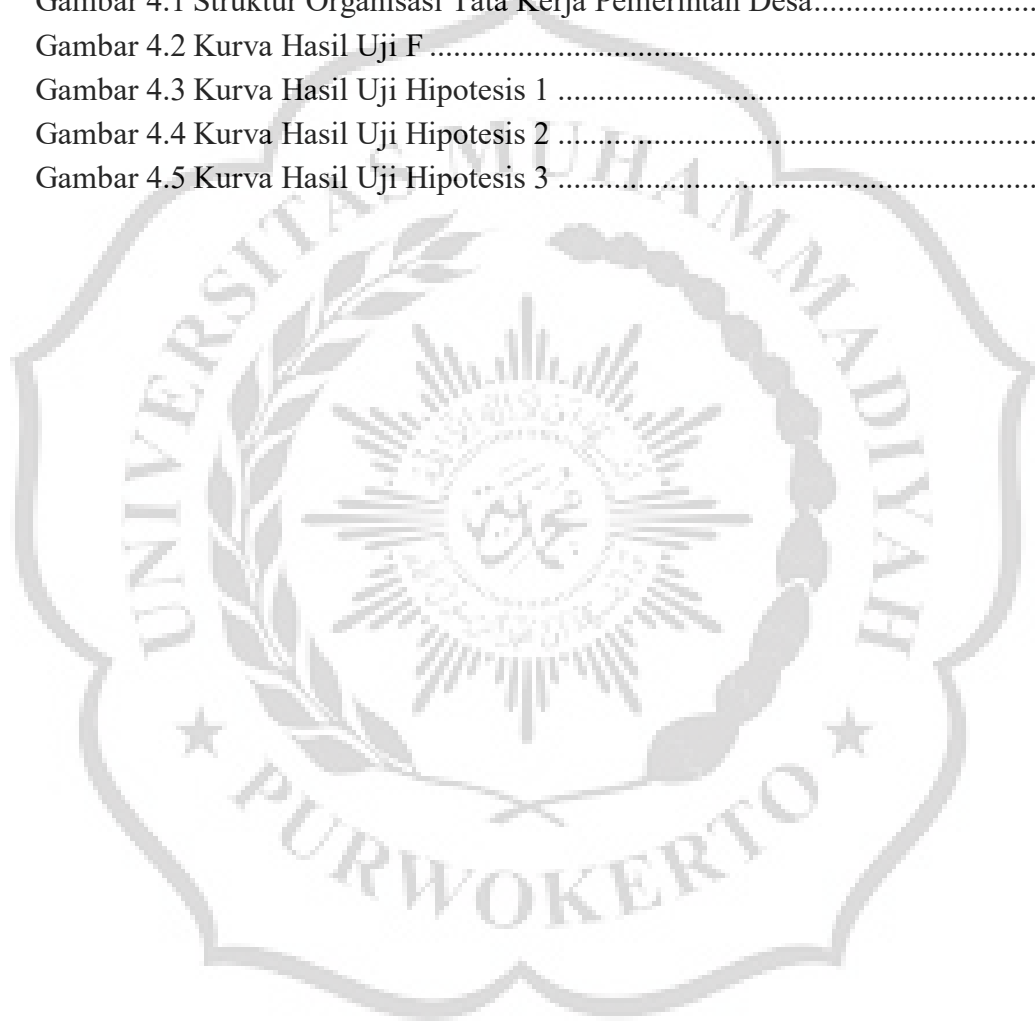 Gambar 4.1 Struktur Organisasi Tata Kerja Pemerintah Desa..............................
Gambar 4.2 Kurva Hasil Uji F ..............................................................................
Gambar 4.3 Kurva Hasil Uji Hipotesis 1 ..............................................................
Gambar 4.4 Kurva Hasil Uji Hipotesis 2 ..............................................................
Gambar 4.5 Kurva Hasil Uji Hipotesis 3 ..............................................................
UNIVERSITAS MUHAMMADIYAH
PURWOKERTO